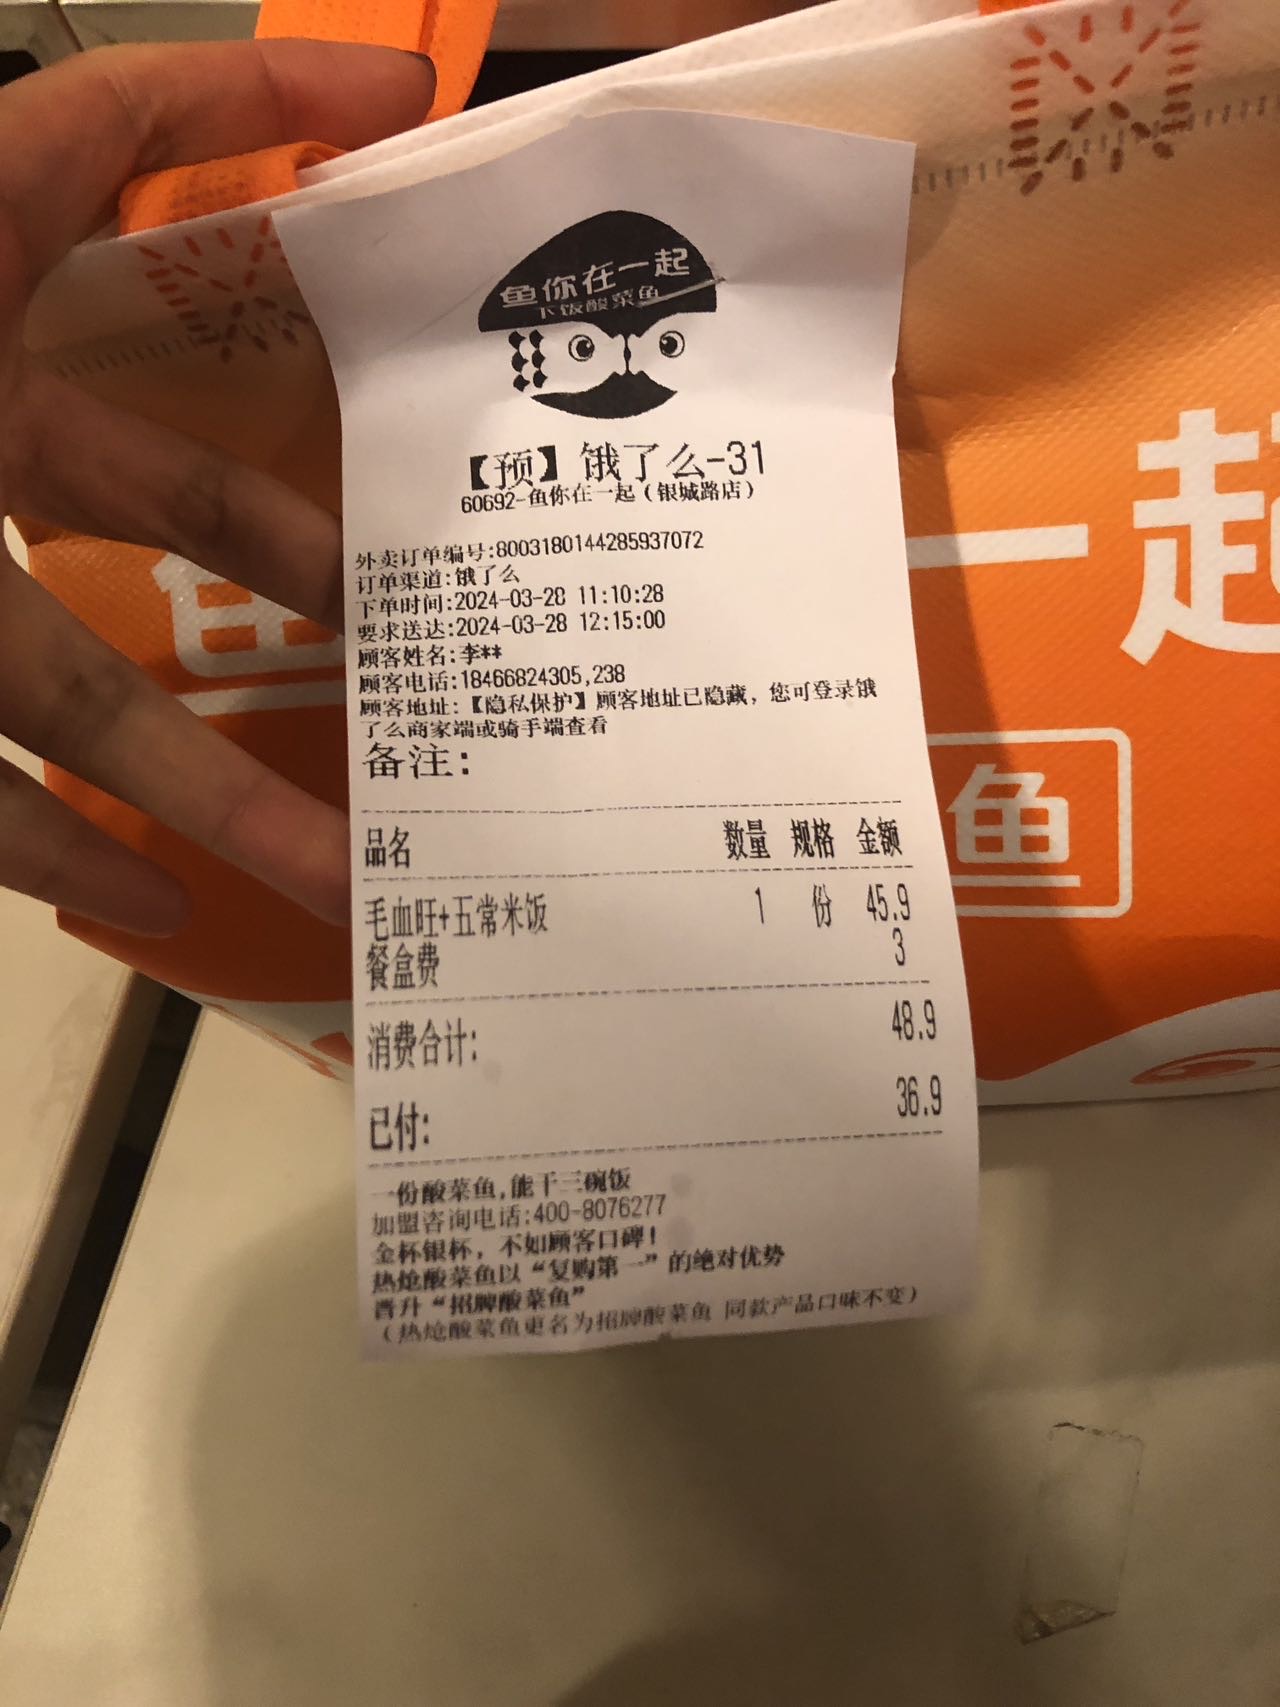 鱼你在一起
下饭酸菜鱼
【预】饿了么-31
60692-鱼你在一起（银城路店）
外卖订单编号:8003180144285937072
订单渠道:饿了么
下单时间:2024-03-28 11:10:28
要求送达:2024-03-28 12:15:00
顾客姓名:李**
顾客电话:18466824305,238
顾客地址:【隐私保护】顾客地址已隐藏，您可登录饿
了么商家端或骑手端查看
备注:
品名 数量 规格 金额
毛血旺+五常米饭 1 份 45.9
餐盒费 3
消费合计: 48.9
已付: 36.9
一份酸菜鱼,能干三碗饭
加盟咨询电话:400-8076277
金杯银杯，不如顾客口碑！
热炝酸菜鱼以“复购第一”的绝对优势
晋升“招牌酸菜鱼”
（热炝酸菜鱼更名为招牌酸菜鱼 同款产品口味不变）
鱼
一起
鱼